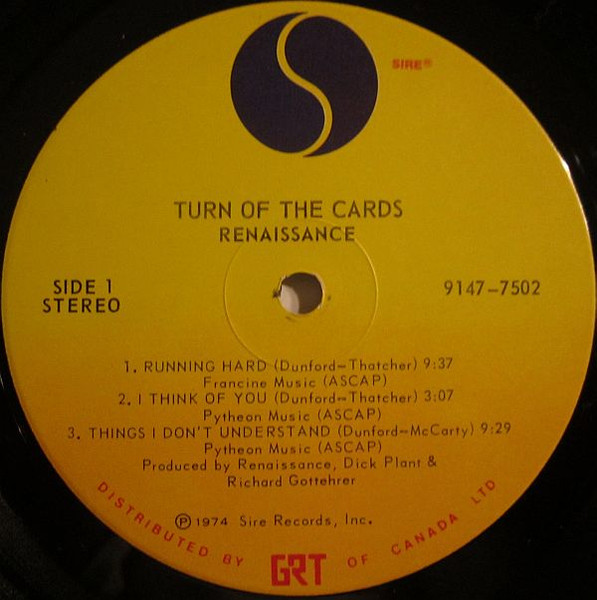 SIRE®
TURN OF THE CARDS
RENAISSANCE
SIDE 1
STEREO
9147-7502
1. RUNNING HARD (Dunford-Thatcher) 9:37
Francine Music (ASCAP)
2. I THINK OF YOU (Dunford-Thatcher) 3:07
Pytheon Music (ASCAP)
3. THINGS I DON'T UNDERSTAND (Dunford-McCarty) 9:29
Pytheon Music (ASCAP)
Produced by Renaissance, Dick Plant &
Richard Gottehrer
℗ 1974 Sire Records, Inc.
DISTRIBUTED BY GRT OF CANADA LTD